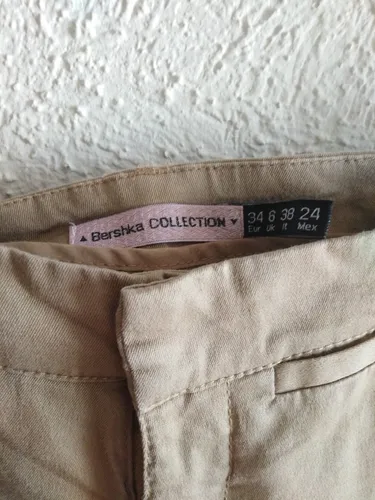 ▲ Bershka COLLECTION ▼
34 6 38 24
Eur Uk It Mex